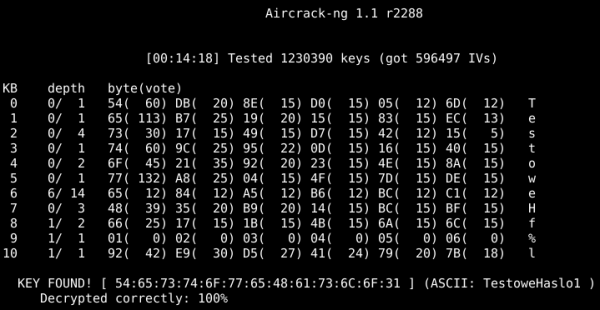 Aircrack-ng 1.1 r2288
[00:14:18] Tested 1230390 keys (got 596497 IVs)
KB depth byte(vote)
0 0/ 1 54( 60) DB( 20) 8E( 15) D0( 15) 05( 12) 6D( 12) T
1 0/ 1 65( 113) B7( 25) 19( 20) 15( 15) 83( 15) EC( 13) e
2 0/ 4 73( 30) 17( 15) 49( 15) D7( 15) 42( 12) 15( 5) s
3 0/ 1 74( 60) 9C( 25) 95( 22) 0D( 15) 16( 15) 40( 15) t
4 0/ 2 6F( 45) 21( 35) 92( 20) 23( 15) 4E( 15) 8A( 15) o
5 0/ 1 77( 132) A8( 25) 04( 15) 4F( 15) 7D( 15) DE( 15) w
6 6/ 14 65( 12) 84( 12) A5( 12) B6( 12) BC( 12) C1( 12) e
7 0/ 3 48( 39) 35( 20) B9( 20) 14( 15) BC( 15) BF( 15) H
8 1/ 2 66( 25) 17( 15) 1B( 15) 4B( 15) 6A( 15) 6C( 15) f
9 1/ 1 01( 0) 02( 0) 03( 0) 04( 0) 05( 0) 06( 0) %
10 1/ 1 92( 42) E9( 30) D5( 27) 41( 24) 79( 20) 7B( 18) l
KEY FOUND! [ 54:65:73:74:6F:77:65:48:61:73:6C:6F:31 ] (ASCII: TestoweHaslo1 )
Decrypted correctly: 100%